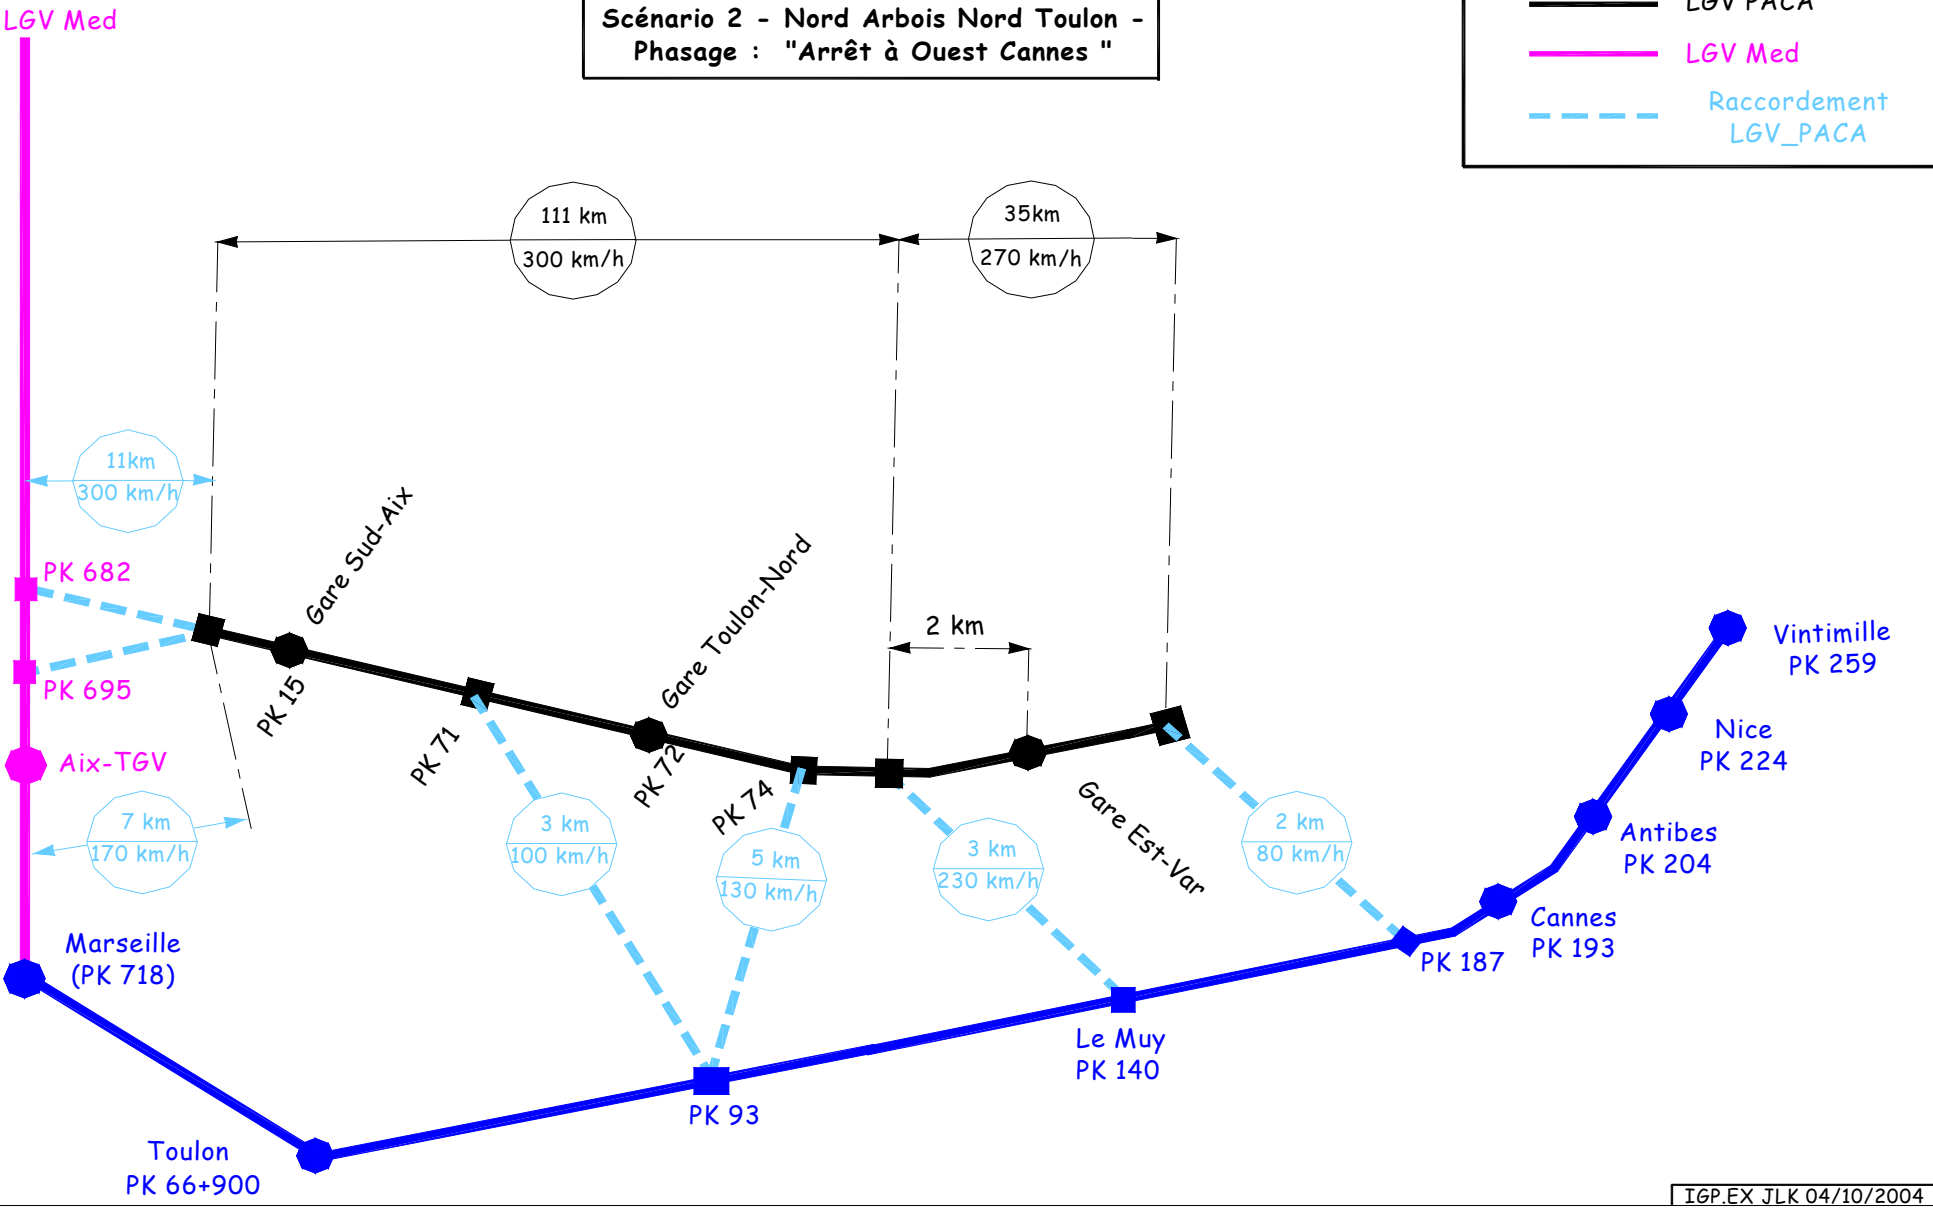 LGV Med
Scénario 2 - Nord Arbois Nord Toulon -
Phasage : "Arrêt à Ouest Cannes "
LGV PACA
LGV Med
Raccordement
LGV_PACA
111 km
300 km/h
35km
270 km/h
11km
300 km/h
PK 682
PK 695
Aix-TGV
7 km
170 km/h
Gare Sud-Aix
PK 15
PK 71
Gare Toulon-Nord
PK 72
PK 74
2 km
Gare Est-Var
3 km
100 km/h
5 km
130 km/h
3 km
230 km/h
2 km
80 km/h
Vintimille
PK 259
Nice
PK 224
Antibes
PK 204
Cannes
PK 193
PK 187
Le Muy
PK 140
PK 93
Marseille
(PK 718)
Toulon
PK 66+900
IGP.EX JLK 04/10/2004